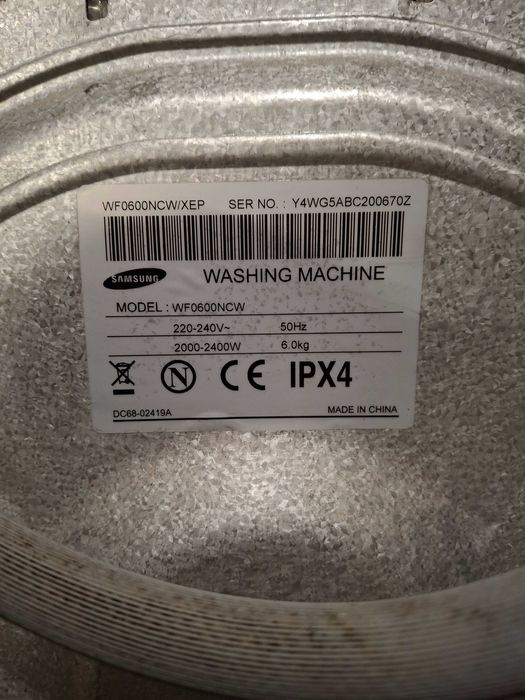 WF0600NCW/XEP SER NO. : Y4WG5ABC200670Z
SAMSUNG WASHING MACHINE
MODEL : WF0600NCW
220-240V~ 50Hz
2000-2400W 6.0kg
N CE IPX4
DC68-02419A MADE IN CHINA